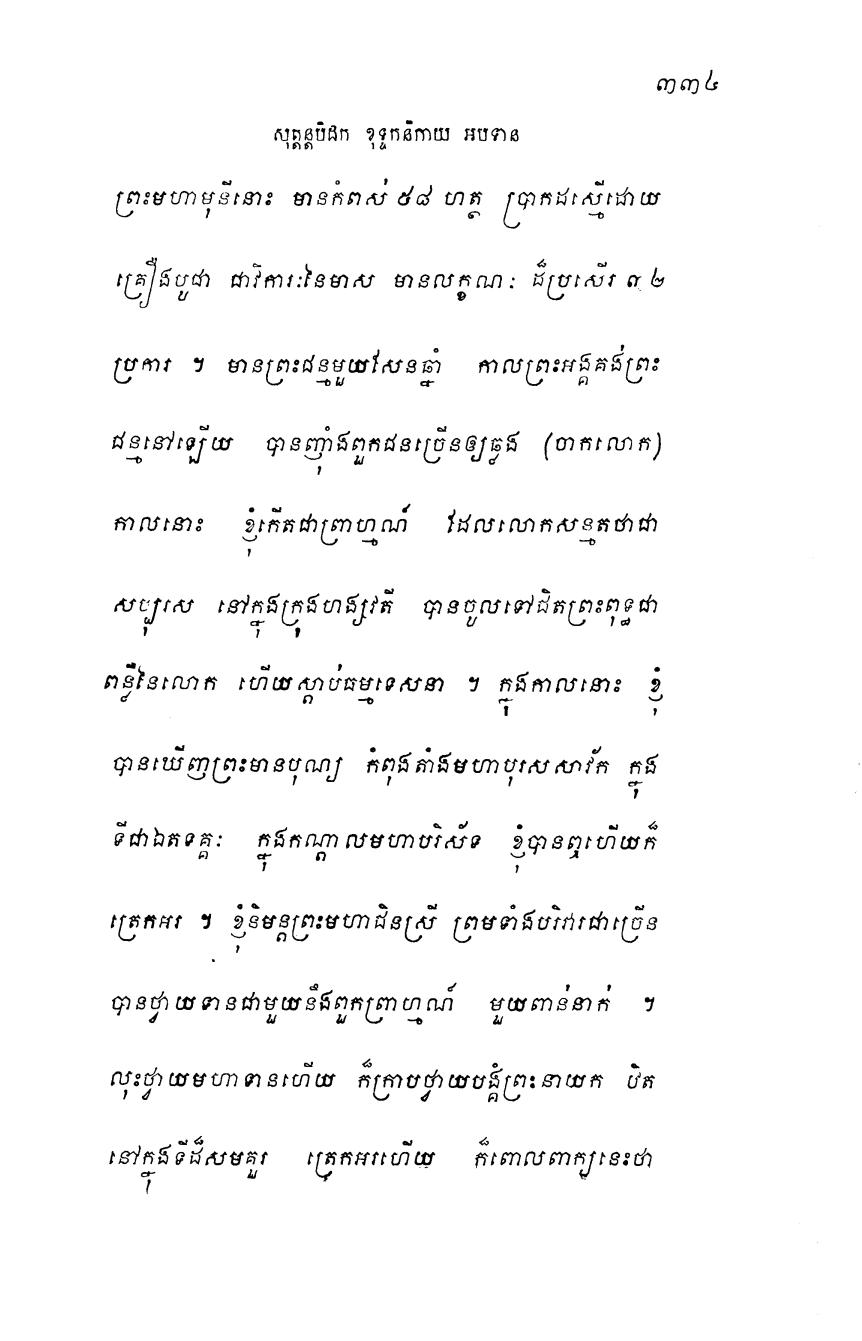 ៣៣៤
សុត្តន្តបិដក ខុទ្ទកនិកាយ អបទាន
ព្រះមហាមុនីនោះ មានកំពស់ ៥៨ ហត្ថ ប្រាកដស្មើដោយ
គ្រឿងបូជា ជាវិការៈនៃមាស មានលក្ខណៈ ដ៏ប្រសើរ ៣២
ប្រការ ។ មានព្រះជន្មមួយសែនឆ្នាំ កាលព្រះអង្គគង់ព្រះ
ជន្មនៅឡើយ បានញ៉ាំងពួកជនច្រើនឲ្យឆ្លង (ចាកលោក)
កាលនោះ ខ្ញុំកើតជាព្រាហ្មណ៍ ដែលលោកសន្មតថាជា
សប្បុរស នៅក្នុងក្រុងហង្សវតី បានចូលទៅជិតព្រះពុទ្ធជា
ពន្លឺនៃលោក ហើយស្តាប់ធម្មទេសនា ។ ក្នុងកាលនោះ ខ្ញុំ
បានឃើញព្រះមានបុណ្យ កំពុងតាំងមហាបុរសសាវ័ក ក្នុង
ទីជាឯតទគ្គៈ ក្នុងកណ្តាលមហាបរិស័ទ ខ្ញុំបានឮហើយក៏
ត្រេកអរ ។ ខ្ញុំនិមន្តព្រះមហាជិនស្រី ព្រមទាំងបរិវារជាច្រើន
បានថ្វាយទានជាមួយនឹងពួកព្រាហ្មណ៍ មួយពាន់នាក់ ។
លុះថ្វាយមហាទានហើយ ក៏ក្រាបថ្វាយបង្គំព្រះនាយក ឋិត
នៅក្នុងទីដ៏សមគួរ ត្រេកអរហើយ ក៏ពោលពាក្យនេះថា